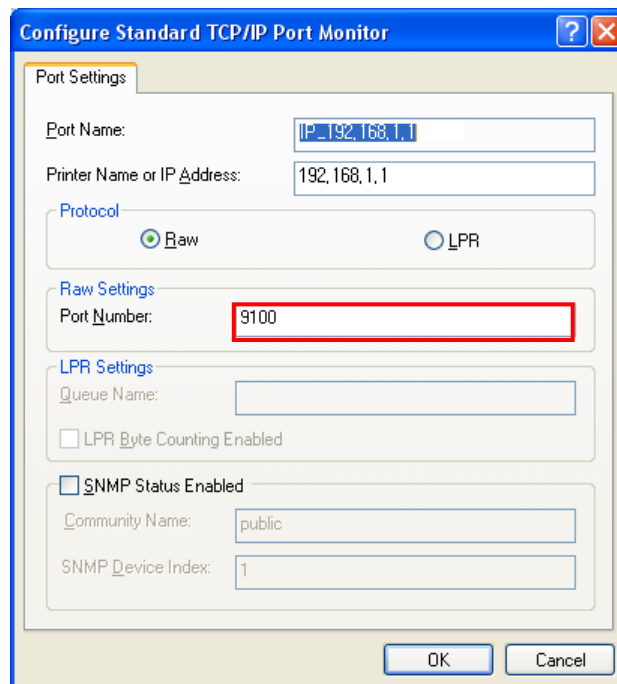 Configure Standard TCP/IP Port Monitor
Port Settings
Port Name: IP_192,168,1,1
Printer Name or IP Address: 192,168,1,1
Protocol
Raw LPR
Raw Settings
Port Number: 9100
LPR Settings
Queue Name:
LPR Byte Counting Enabled
SNMP Status Enabled
Community Name: public
SNMP Device Index: 1
OK Cancel